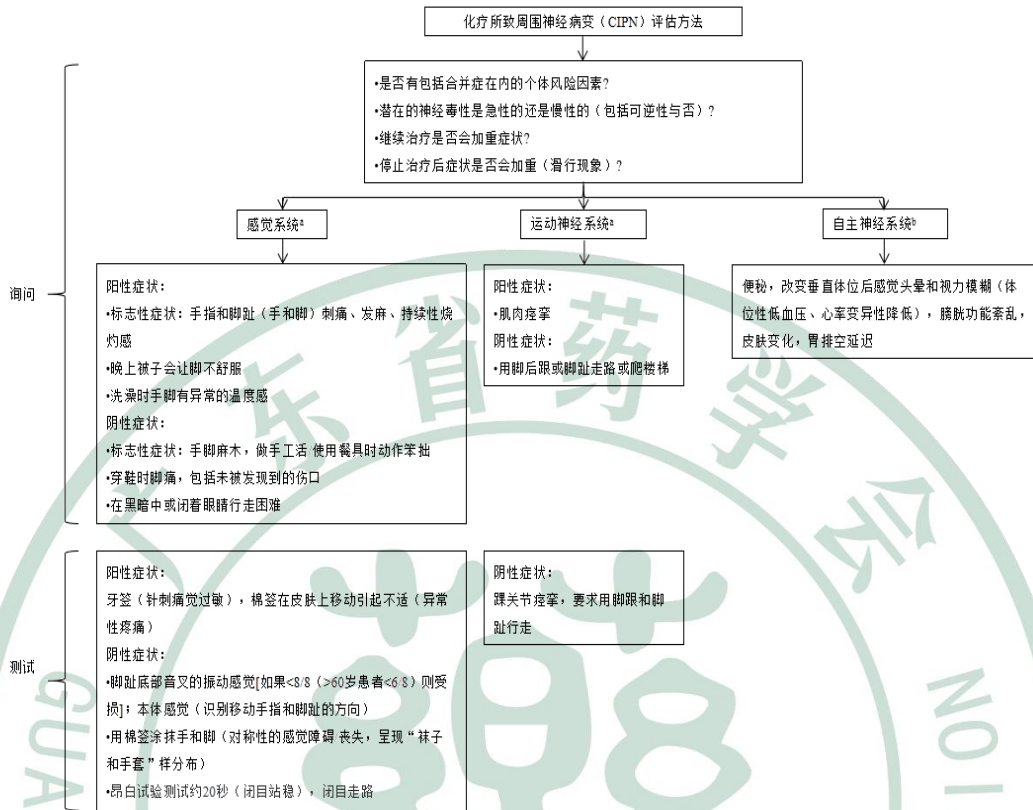 化疗所致周围神经病变（CIPN）评估方法
•是否有包括合并症在内的个体风险因素？
•潜在的神经毒性是急性的还是慢性的（包括可逆性与否）？
•继续治疗是否会加重症状？
•停止治疗后症状是否会加重（滑行现象）？
感觉系统ᵃ
运动神经系统ᵃ
自主神经系统ᵇ
询问
阳性症状：
•标志性症状：手指和脚趾（手和脚）刺痛、发麻、持续性烧
灼感
•晚上被子会让脚不舒服
•洗澡时手脚有异常的温度感
阴性症状：
•标志性症状：手脚麻木，做手工活/使用餐具时动作笨拙
•穿鞋时脚痛，包括未被发现到的伤口
•在黑暗中或闭着眼睛行走困难
阳性症状：
•肌肉痉挛
阴性症状：
•用脚后跟或脚趾走路或爬楼梯
便秘，改变垂直体位后感觉头晕和视力模糊（体
位性低血压、心率变异性降低），膀胱功能紊乱，
皮肤变化，胃排空延迟
测试
阳性症状：
牙签（针刺痛觉过敏），棉签在皮肤上移动引起不适（异常
性疼痛）
阴性症状：
•脚趾底部音叉的振动感觉[如果<8/8（>60岁患者<6/8）则受
损]；本体感觉（识别移动手指和脚趾的方向）
•用棉签涂抹手和脚（对称性的感觉障碍/丧失，呈现“袜子
和手套”样分布）
•昂白试验测试约20秒（闭目站稳），闭目走路
阴性症状：
踝关节痉挛，要求用脚跟和脚
趾行走
广东省药学会
GUA
NOI